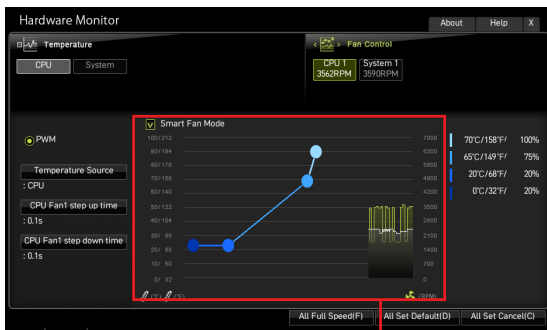 Hardware Monitor
About Help X
Temperature
Fan Control
CPU System
CPU 1 System 1
3562RPM 3590RPM
Smart Fan Mode
PWM
Temperature Source
: CPU
CPU Fan1 step up time
: 0.1s
CPU Fan1 step down time
: 0.1s
100/212 7000
90/194 6300
80/176 5600
70/158 4900
60/140 4200
50/122 3500
40/104 2800
30/ 86 2100
20/ 68 1400
10/ 50 700
0/ 32 0
(°C) (°F) (RPM)
70°C/158°F/ 100%
65°C/149°F/ 75%
20°C/68°F/ 20%
0°C/32°F/ 20%
All Full Speed(F) All Set Default(D) All Set Cancel(C)